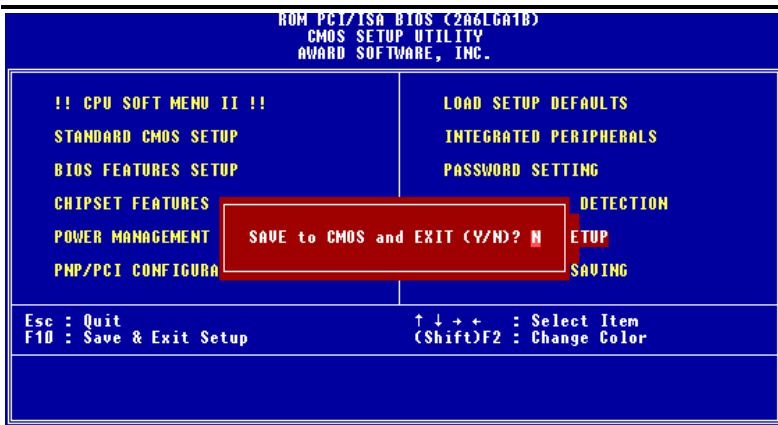 ROM PCI/ISA BIOS (2A6LGA1B)
CMOS SETUP UTILITY
AWARD SOFTWARE, INC.
!! CPU SOFT MENU II !!
STANDARD CMOS SETUP
BIOS FEATURES SETUP
CHIPSET FEATURES
POWER MANAGEMENT
PNP/PCI CONFIGURA
LOAD SETUP DEFAULTS
INTEGRATED PERIPHERALS
PASSWORD SETTING
DETECTION
ETUP
SAVING
SAVE to CMOS and EXIT (Y/N)? N
Esc : Quit
F10 : Save & Exit Setup
↑ ↓ → ← : Select Item
(Shift)F2 : Change Color